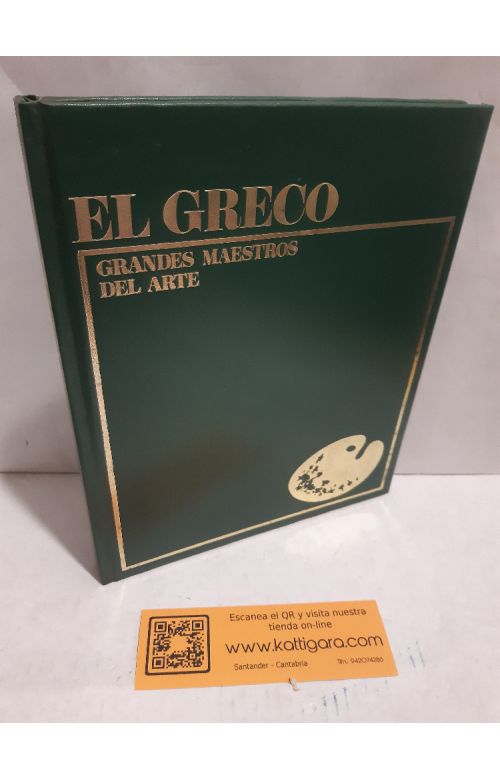 EL GRECO
GRANDES MAESTROS
DEL ARTE
Escanea el QR y visita nuestra
tienda on-line
www.kattigara.com
Santander - Cantabria